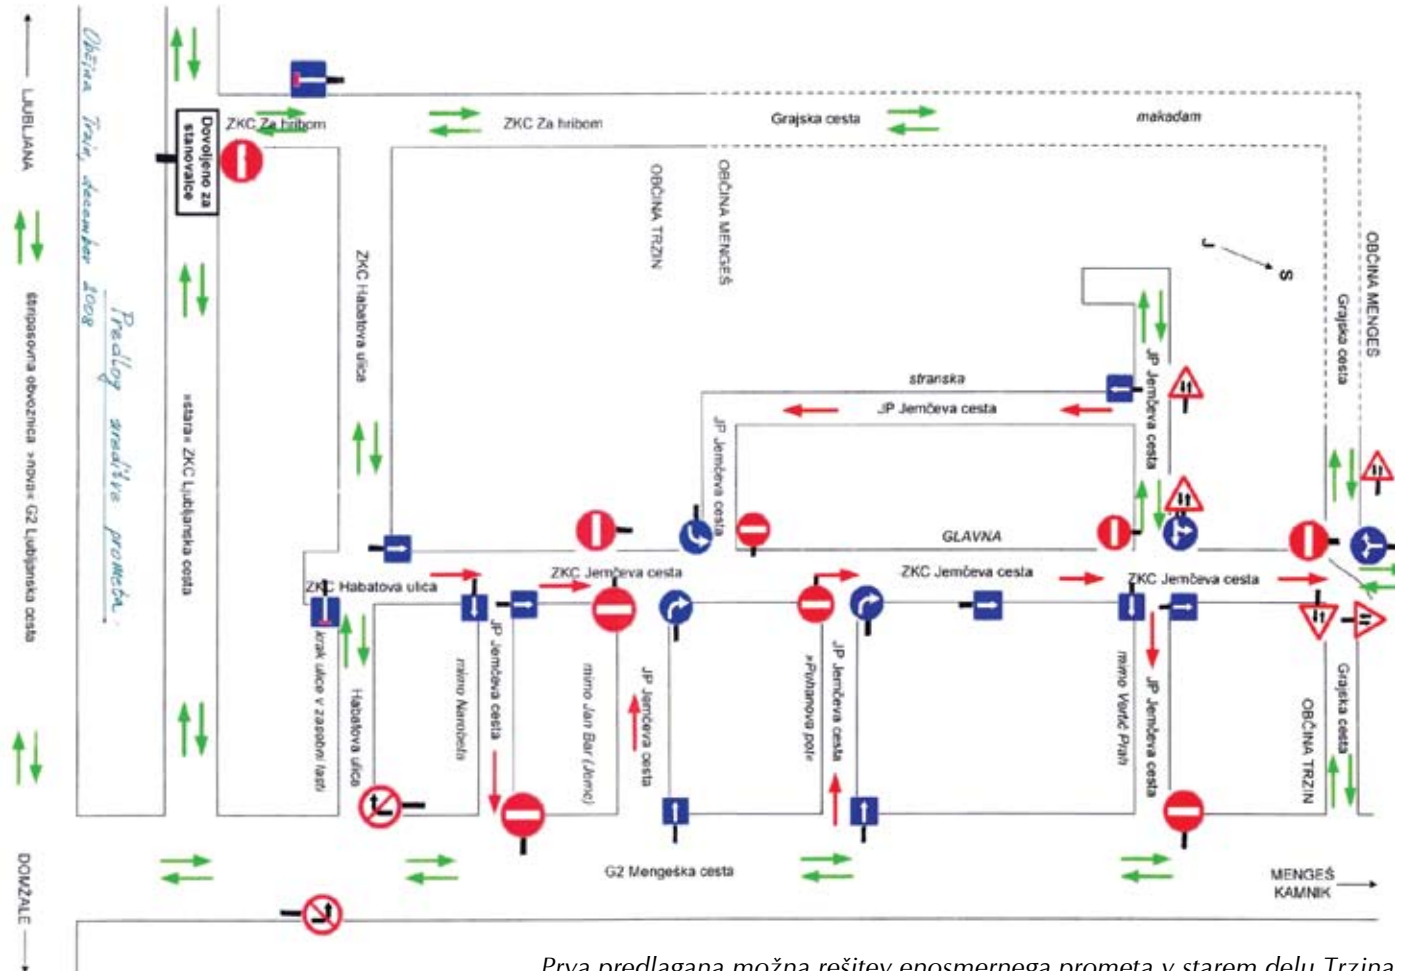 LJUBLJANA
štiripasovna obvoznica »nova« G2 Ljubljanska cesta
DOMŽALE
Občina Trzin, december 2008
Predlog ureditve prometa
»stara« ZKC Ljubljanska cesta
Dovoljeno za
stanovalce
ZKC Za hribom
ZKC Za hribom
Grajska cesta
makadam
OBČINA TRZIN
OBČINA MENGEŠ
OBČINA MENGEŠ
Grajska cesta
J
S
ZKC Habatova ulica
stranska
JP Jemčeva cesta
JP Jemčeva cesta
JP Jemčeva cesta
GLAVNA
ZKC Habatova ulica
ZKC Jemčeva cesta
ZKC Jemčeva cesta
ZKC Jemčeva cesta
krak ulice v zasebni lasti
Habatova ulica
mimo Narobeta
JP Jemčeva cesta
mimo Jan Bar (Jemc)
JP Jemčeva cesta
JP Jemčeva cesta
mimo Vertič Prah
JP Jemčeva cesta
OBČINA TRZIN
Grajska cesta
G2 Mengeška cesta
MENGEŠ
KAMNIK
Prva predlagana možna rešitev enosmernega prometa v starem delu Trzina